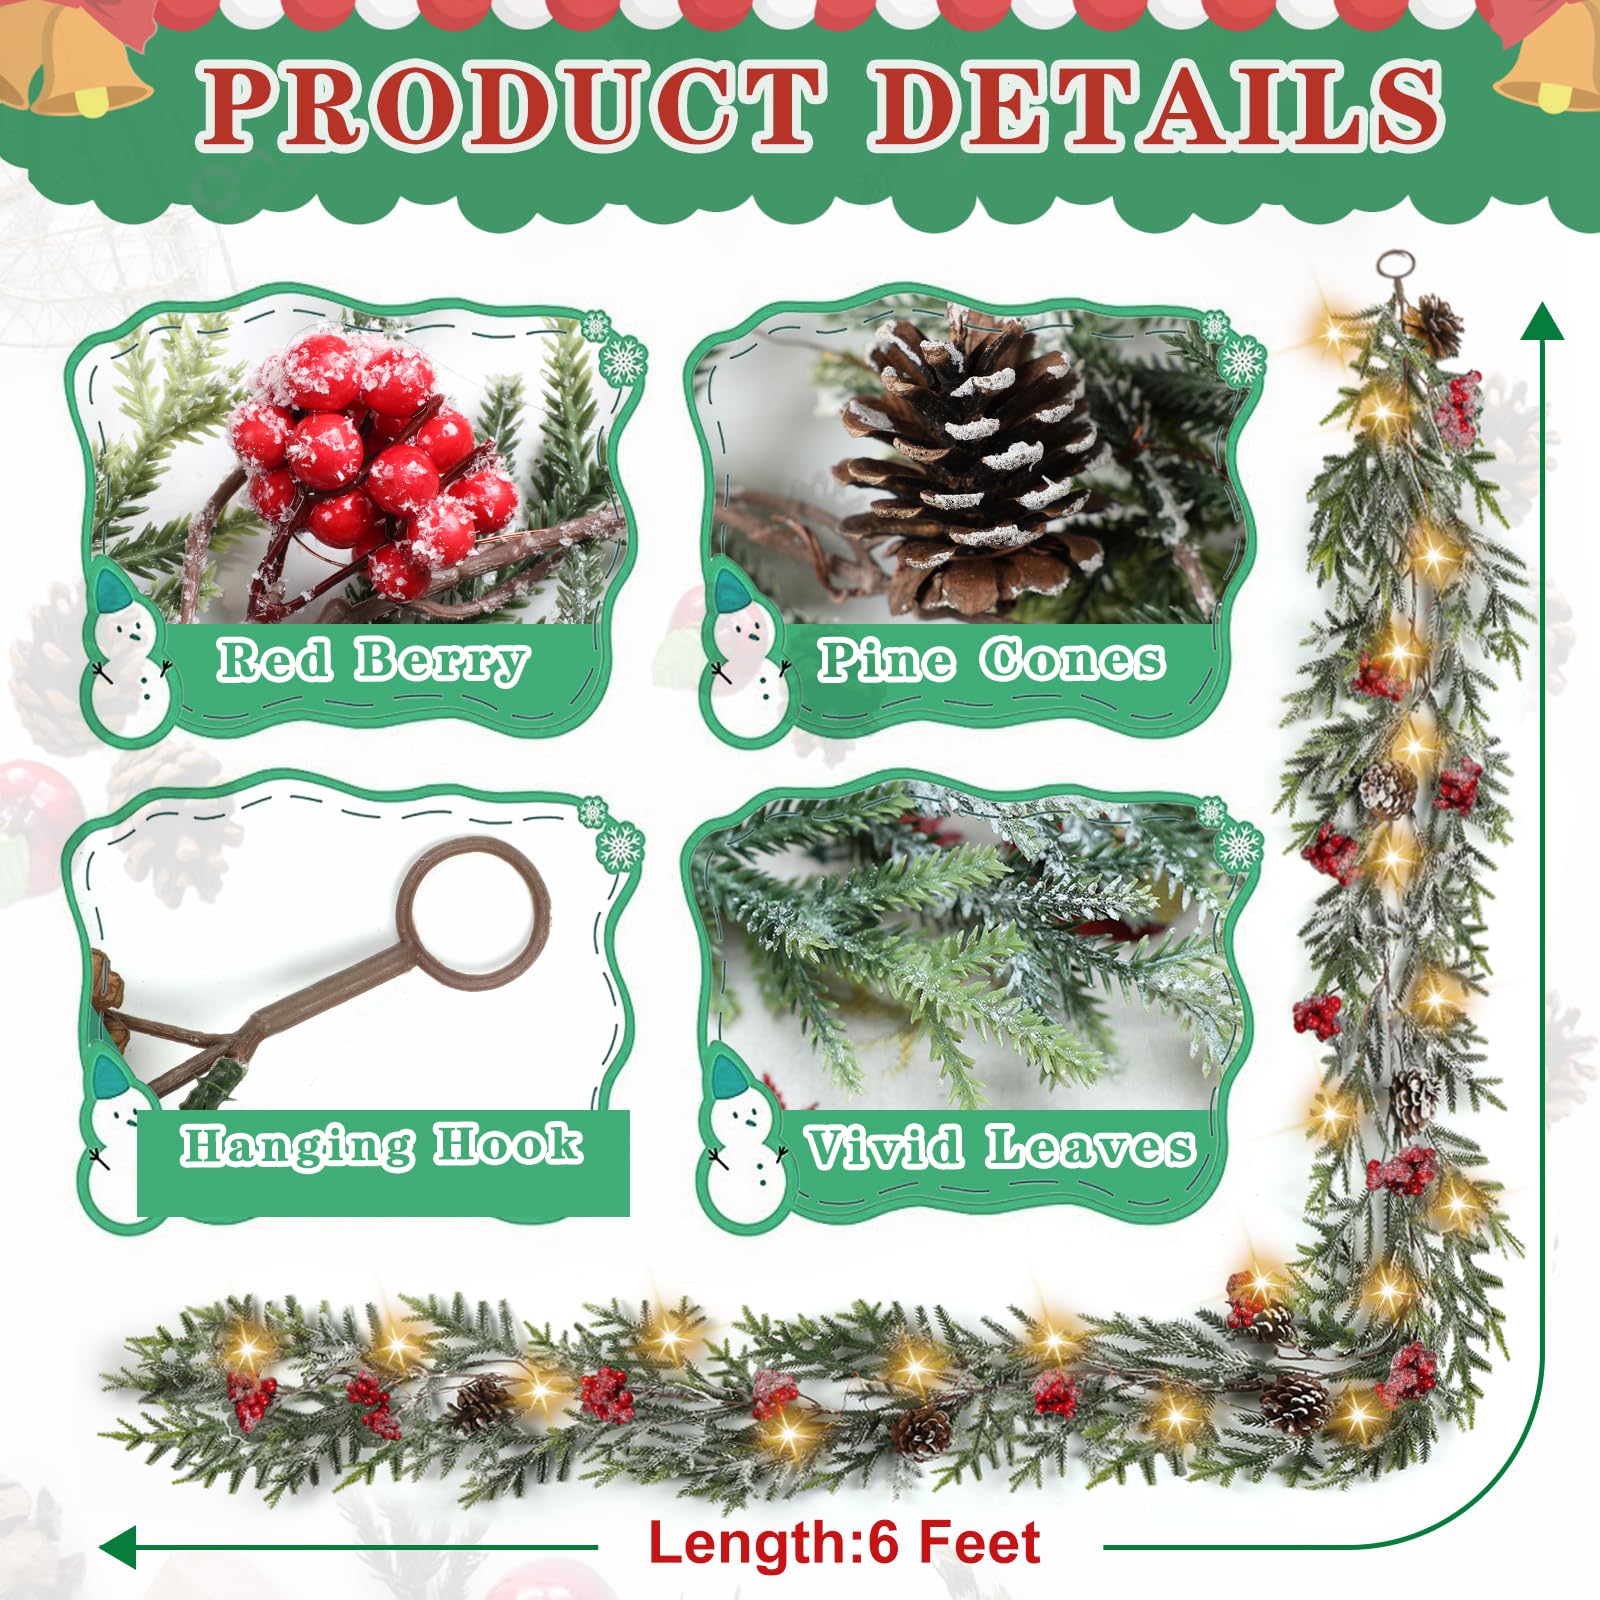 PRODUCT DETAILS
Red Berry
Pine Cones
Hanging Hook
Vivid Leaves
Length:6 Feet